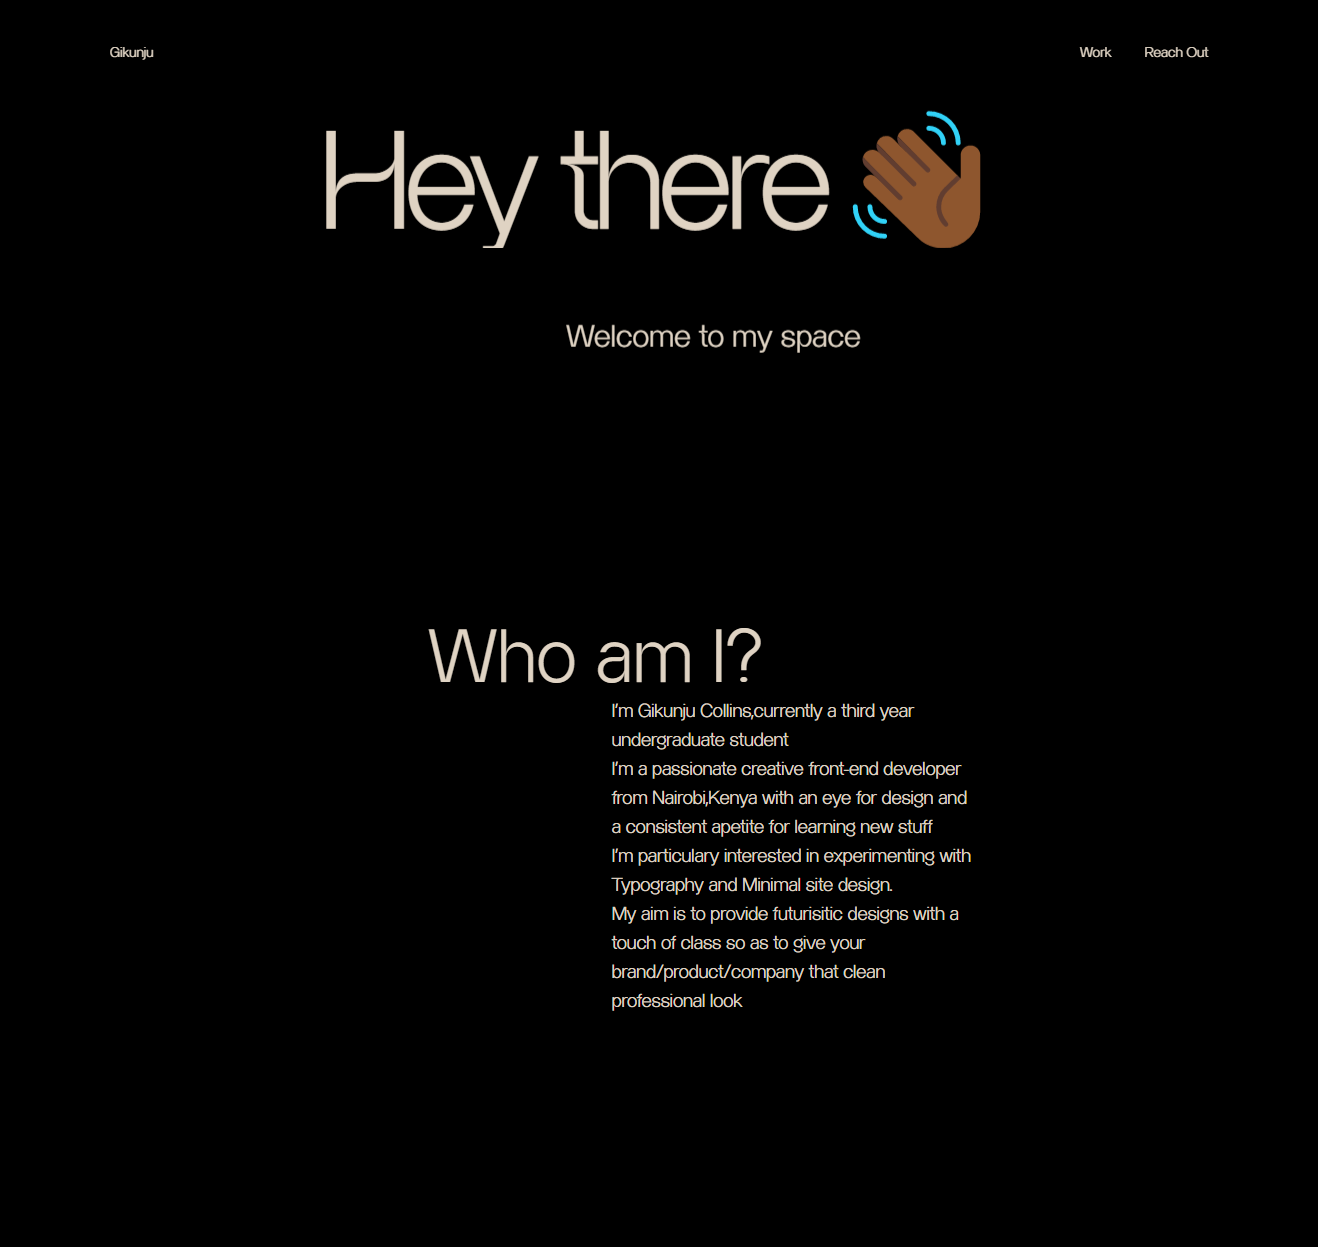 Gikunju
Work
Reach Out
Hey there 👋🏾
Welcome to my space
Who am I?
I'm Gikunju Collins,currently a third year
undergraduate student
I'm a passionate creative front-end developer
from Nairobi,Kenya with an eye for design and
a consistent apetite for learning new stuff
I'm particulary interested in experimenting with
Typography and Minimal site design.
My aim is to provide futurisitic designs with a
touch of class so as to give your
brand/product/company that clean
professional look